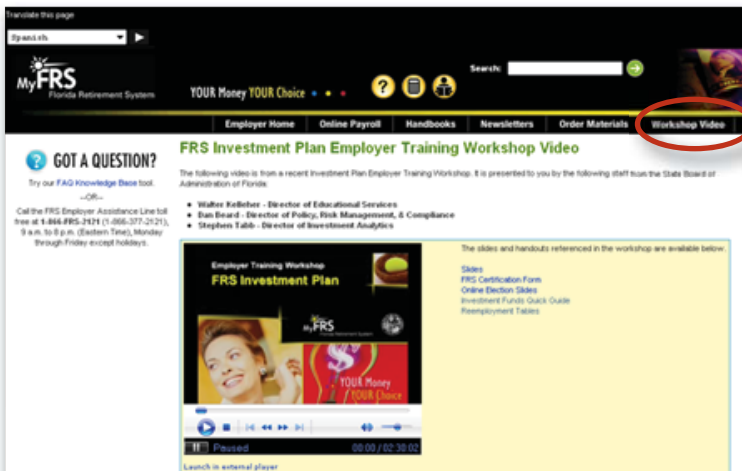 Translate this page
Spanish
MyFRS
Florida Retirement System
YOUR Money YOUR Choice
?
Search:
Employer Home Online Payroll Handbooks Newsletters Order Materials Workshop Video
? GOT A QUESTION?
Try our FAQ Knowledge Base tool.
--OR--
Call the FRS Employer Assistance Line toll
free at 1-866-FRS-2121 (1-866-377-2121),
9 a.m. to 8 p.m. (Eastern Time), Monday
through Friday except holidays.
FRS Investment Plan Employer Training Workshop Video
The following video is from a recent Investment Plan Employer Training Workshop. It is presented to you by the following staff from the State Board of
Administration of Florida:
Walter Kelleher - Director of Educational Services
Dan Beard - Director of Policy, Risk Management, & Compliance
Stephen Tabb - Director of Investment Analytics
Employer Training Workshop
FRS Investment Plan
MyFRS
Florida Retirement System
YOUR Money
YOUR Choice
Paused 00:00 / 02:38:02
Launch in external player
The slides and handouts referenced in the workshop are available below.
Slides
FRS Certification Form
Online Election Slides
Investment Funds Quick Guide
Reemployment Tables